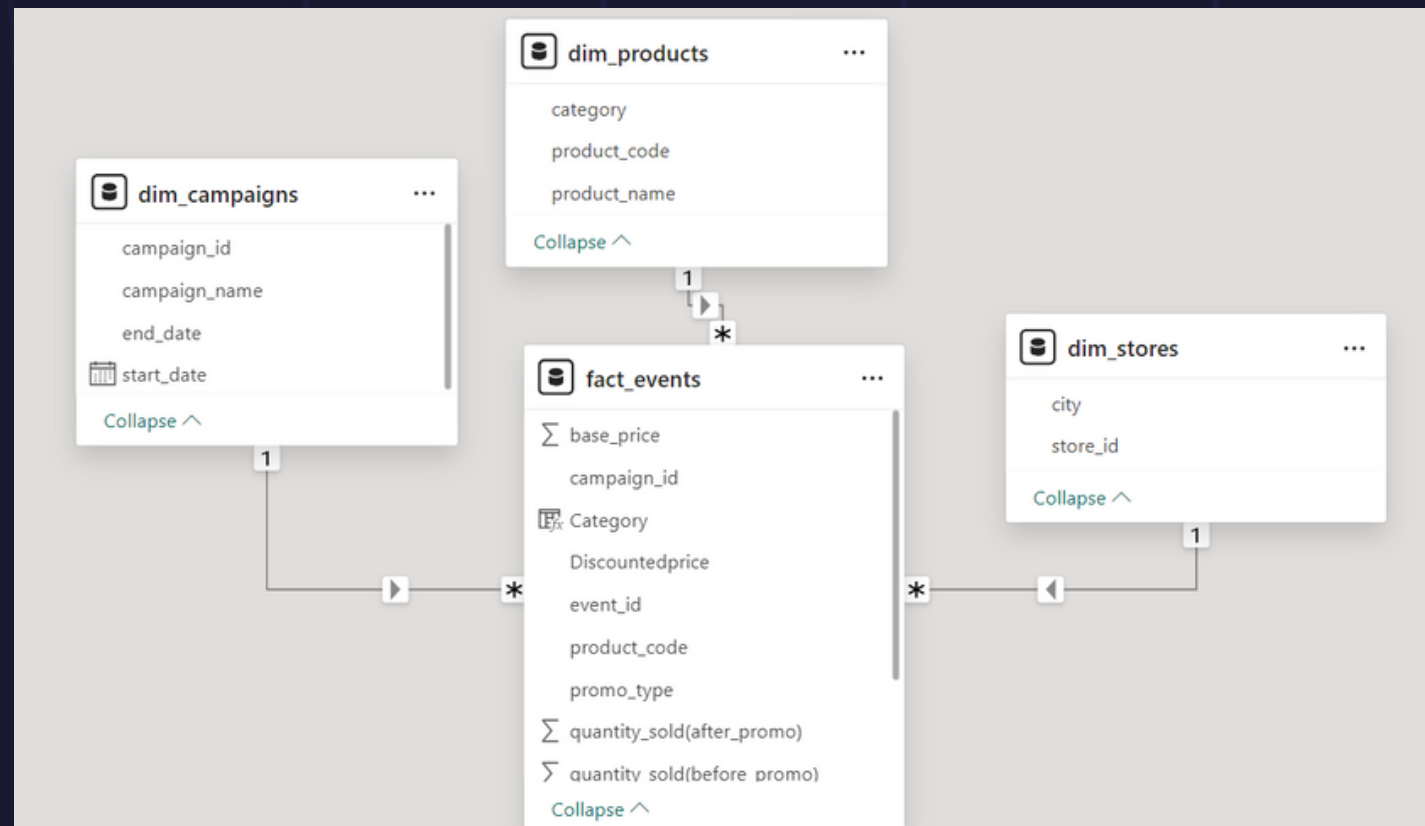 dim_products
...
category
product_code
product_name
Collapse
1
*
dim_campaigns
...
campaign_id
campaign_name
end_date
start_date
Collapse
1
*
fact_events
...
Σ base_price
campaign_id
fx Category
Discountedprice
event_id
product_code
promo_type
Σ quantity_sold(after_promo)
Σ quantity_sold(before_promo)
Collapse
dim_stores
...
city
store_id
Collapse
1
*